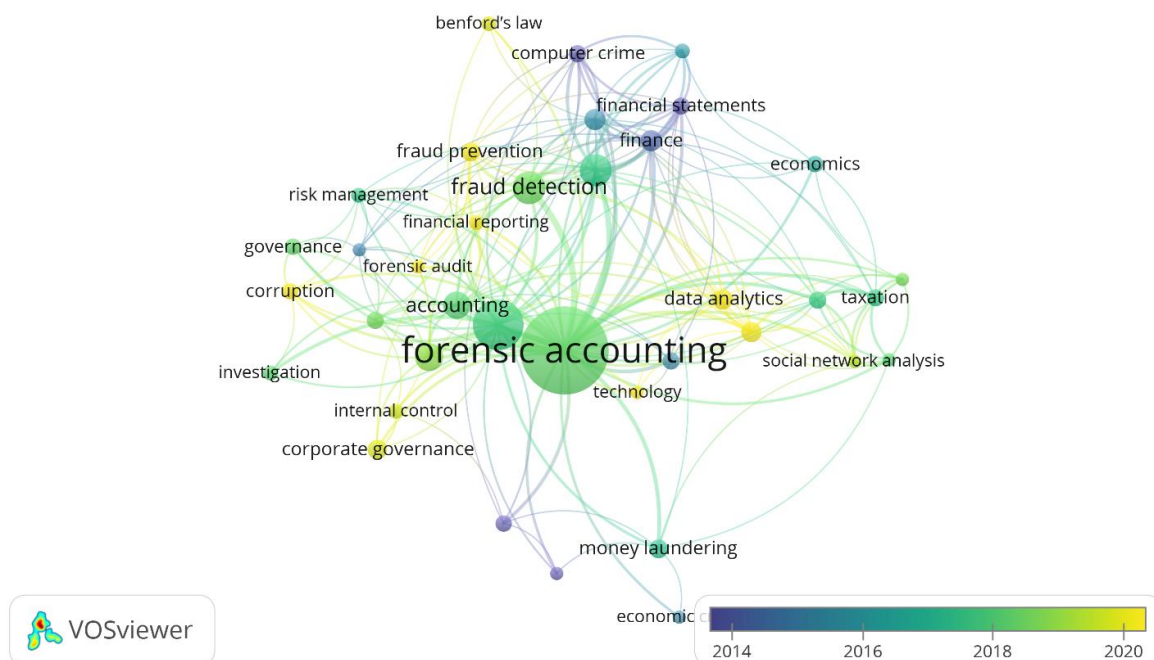 benford's law
computer crime
financial statements
finance
fraud prevention
economics
fraud detection
risk management
financial reporting
governance
forensic audit
corruption
data analytics
taxation
accounting
forensic accounting
social network analysis
investigation
technology
internal control
corporate governance
money laundering
economic
VOSviewer
2014 2016 2018 2020